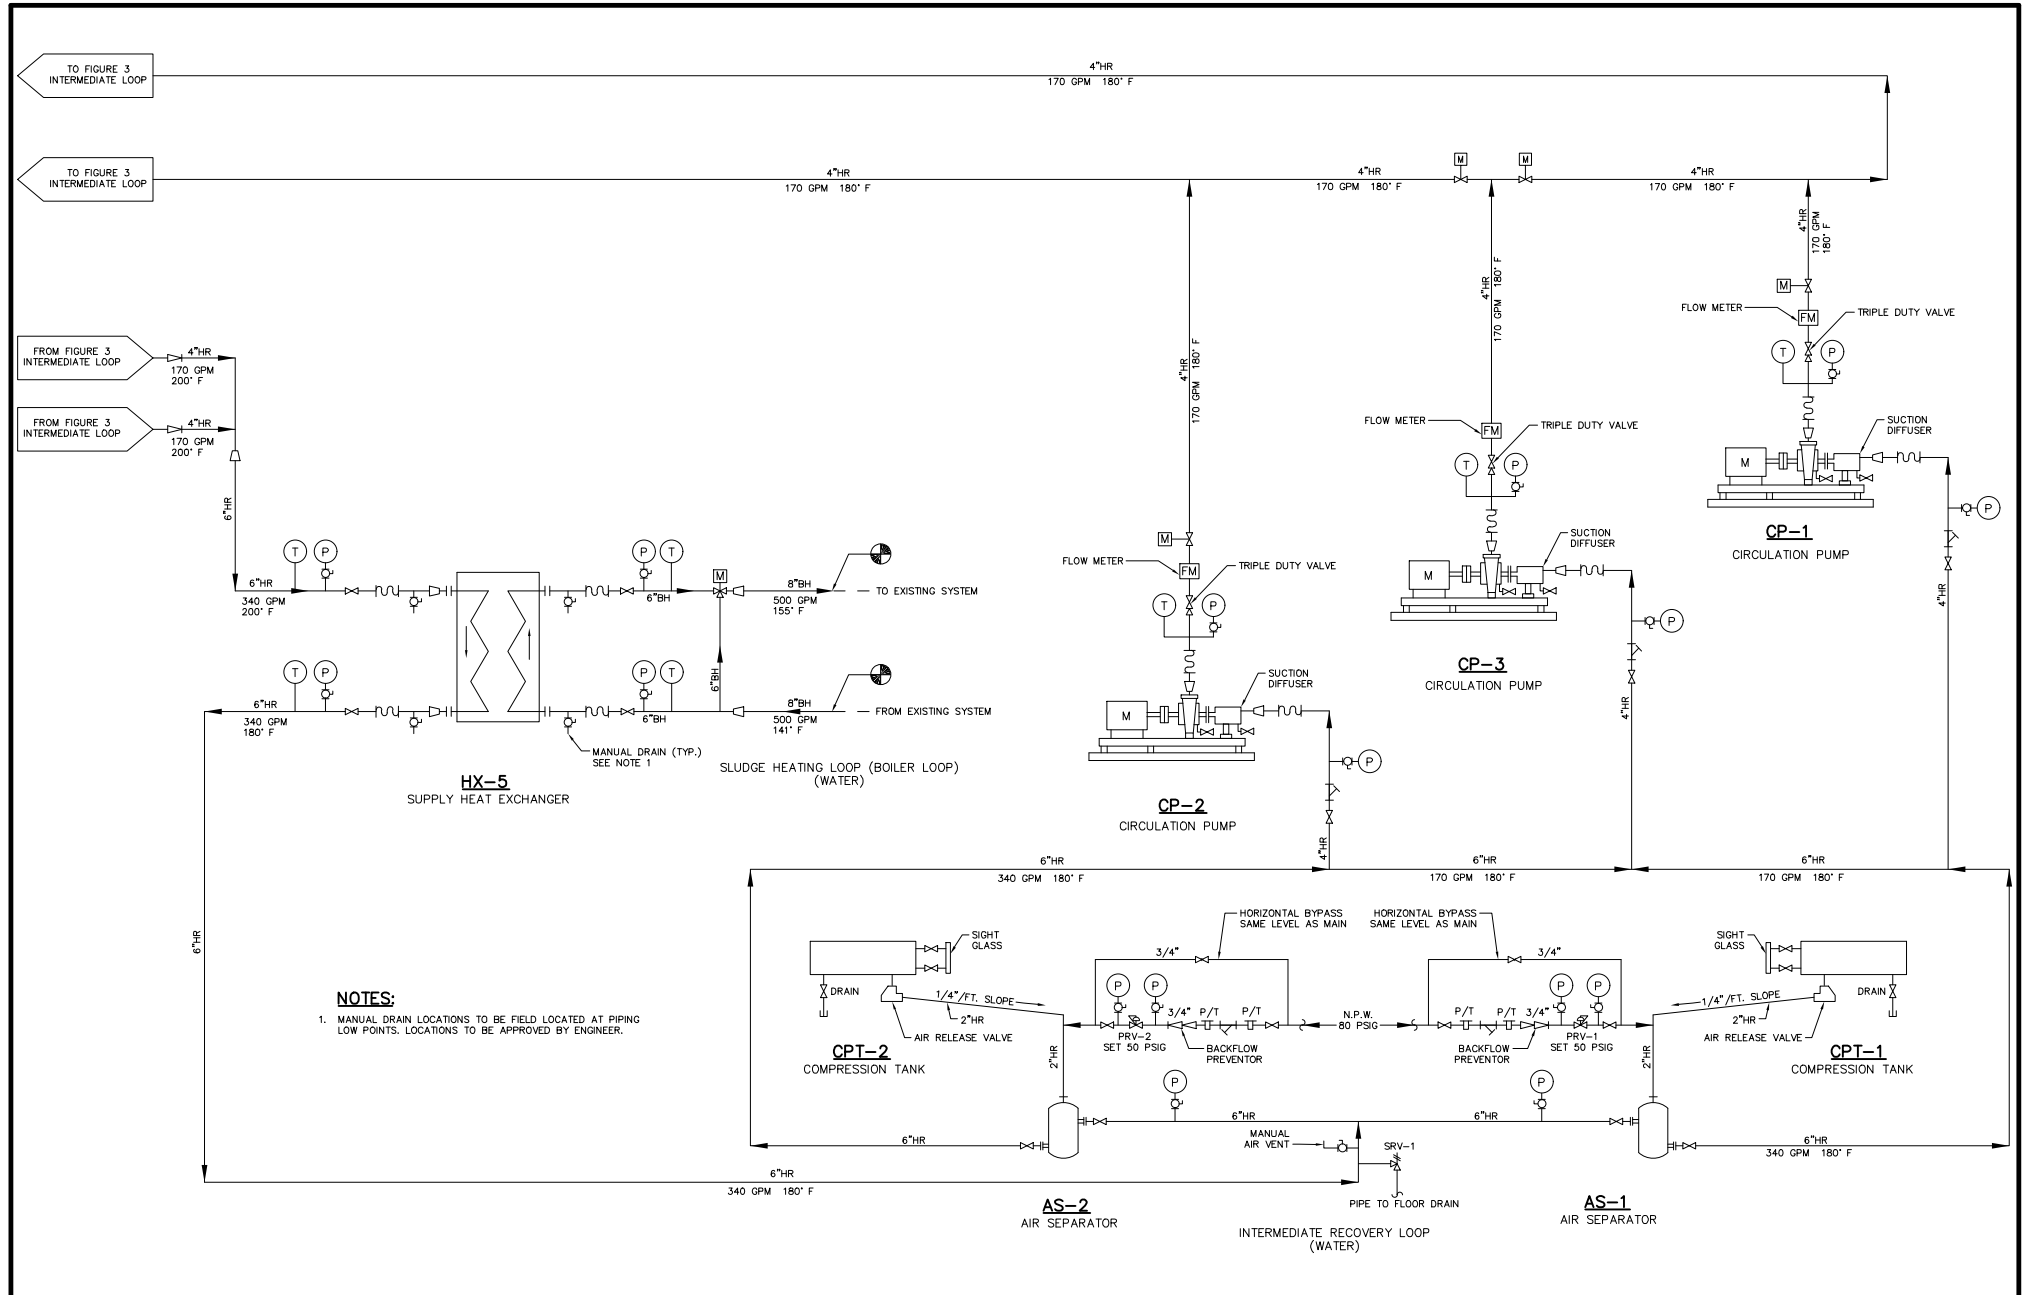 TO FIGURE 3
INTERMEDIATE LOOP
4"HR
170 GPM 180° F
TO FIGURE 3
INTERMEDIATE LOOP
4"HR
170 GPM 180° F
4"HR
170 GPM 180° F
M
M
4"HR
170 GPM 180° F
4"HR
170 GPM 180° F
4"HR
170 GPM 180° F
4"HR
170 GPM
180° F
M
FLOW METER
FM
TRIPLE DUTY VALVE
T
P
SUCTION
DIFFUSER
M
P
CP-1
CIRCULATION PUMP
4"HR
FROM FIGURE 3
INTERMEDIATE LOOP
4"HR
170 GPM
200° F
FROM FIGURE 3
INTERMEDIATE LOOP
4"HR
170 GPM
200° F
6"HR
FLOW METER
FM
TRIPLE DUTY VALVE
T
P
SUCTION
DIFFUSER
M
P
CP-3
CIRCULATION PUMP
4"HR
M
FLOW METER
FM
TRIPLE DUTY VALVE
T
P
SUCTION
DIFFUSER
M
P
CP-2
CIRCULATION PUMP
4"HR
T
P
6"HR
340 GPM
200° F
P
T
M
6"BH
8"BH
500 GPM
155° F
TO EXISTING SYSTEM
T
P
6"HR
340 GPM
180° F
P
T
6"BH
6"BH
8"BH
500 GPM
141° F
FROM EXISTING SYSTEM
MANUAL DRAIN (TYP.)
SEE NOTE 1
SLUDGE HEATING LOOP (BOILER LOOP)
(WATER)
HX-5
SUPPLY HEAT EXCHANGER
6"HR
340 GPM 180° F
6"HR
170 GPM 180° F
6"HR
170 GPM 180° F
6"HR
NOTES:
1. MANUAL DRAIN LOCATIONS TO BE FIELD LOCATED AT PIPING
LOW POINTS. LOCATIONS TO BE APPROVED BY ENGINEER.
SIGHT
GLASS
DRAIN
1/4"/FT. SLOPE
2"HR
AIR RELEASE VALVE
CPT-2
COMPRESSION TANK
2"HR
HORIZONTAL BYPASS
SAME LEVEL AS MAIN
3/4"
P
P
3/4"
P/T
P/T
PRV-2
SET 50 PSIG
BACKFLOW
PREVENTOR
N.P.W.
80 PSIG
HORIZONTAL BYPASS
SAME LEVEL AS MAIN
3/4"
P
P
P/T
P/T
3/4"
BACKFLOW
PREVENTOR
PRV-1
SET 50 PSIG
SIGHT
GLASS
DRAIN
1/4"/FT. SLOPE
2"HR
AIR RELEASE VALVE
CPT-1
COMPRESSION TANK
2"HR
P
P
6"HR
6"HR
6"HR
MANUAL
AIR VENT
SRV-1
6"HR
340 GPM 180° F
6"HR
340 GPM 180° F
PIPE TO FLOOR DRAIN
AS-2
AIR SEPARATOR
AS-1
AIR SEPARATOR
INTERMEDIATE RECOVERY LOOP
(WATER)